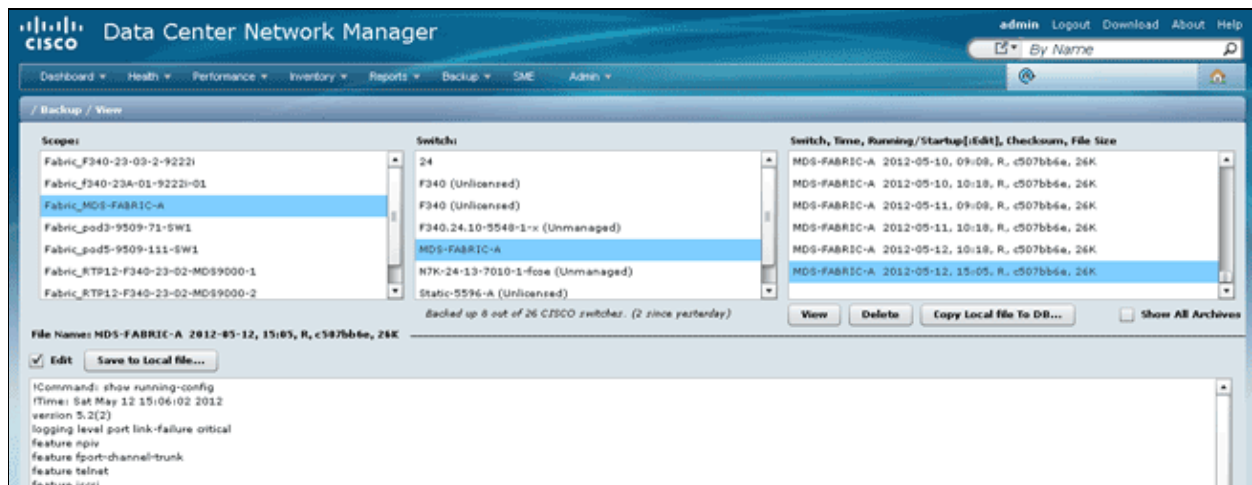 CISCO Data Center Network Manager
admin Logout Download About Help
By Name
Dashboard Health Performance Inventory Reports Backup SME Admin
/ Backup / View
Scope:
Fabric_F340-23-03-2-9222i
Fabric_f340-23A-01-9222i-01
Fabric_MDS-FABRIC-A
Fabric_pod3-9509-71-SW1
Fabric_pod5-9509-111-SW1
Fabric_RTP12-F340-23-02-MDS9000-1
Fabric_RTP12-F340-23-02-MDS9000-2
Switch:
24
F340 (Unlicensed)
F340 (Unlicensed)
F340.24.10-5548-1-x (Unmanaged)
MDS-FABRIC-A
N7K-24-13-7010-1-fcoe (Unmanaged)
Static-5596-A (Unlicensed)
Backed up 8 out of 26 CISCO switches. (2 since yesterday)
Switch, Time, Running/Startup[:Edit], Checksum, File Size
MDS-FABRIC-A 2012-05-10, 09:08, R, c507bb6e, 26K
MDS-FABRIC-A 2012-05-10, 10:18, R, c507bb6e, 26K
MDS-FABRIC-A 2012-05-11, 09:08, R, c507bb6e, 26K
MDS-FABRIC-A 2012-05-11, 10:18, R, c507bb6e, 26K
MDS-FABRIC-A 2012-05-12, 10:18, R, c507bb6e, 26K
MDS-FABRIC-A 2012-05-12, 15:05, R, c507bb6e, 26K
View Delete Copy Local file To DB... Show All Archives
File Name: MDS-FABRIC-A 2012-05-12, 15:05, R, c507bb6e, 26K
Edit Save to Local file...
!Command: show running-config
!Time: Sat May 12 15:06:02 2012
version 5.2(2)
logging level port link-failure critical
feature npiv
feature fport-channel-trunk
feature telnet
feature iscsi